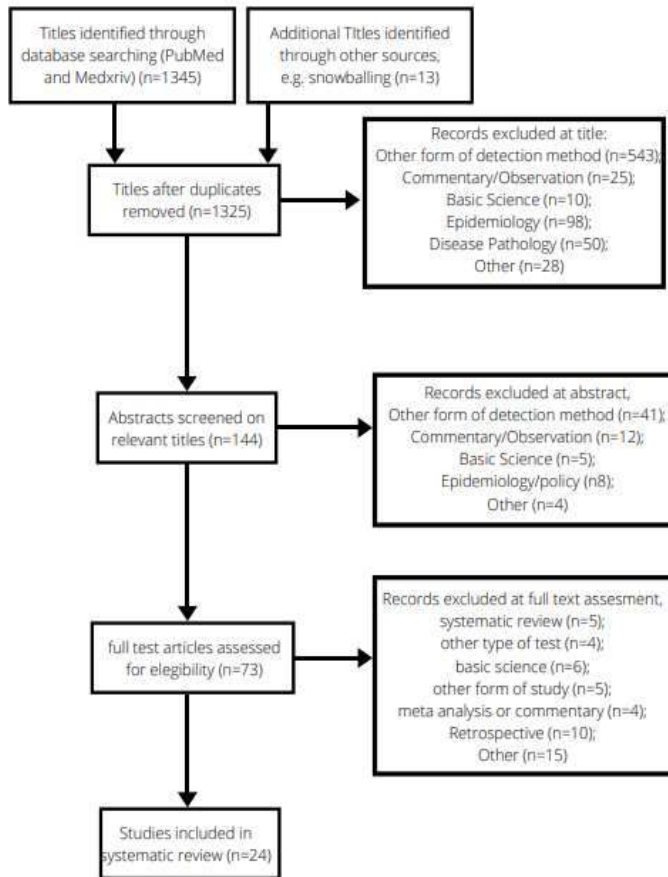 Titles identified through
database searching (PubMed
and Medxriv) (n=1345)
Additional TItles identified
through other sources,
e.g. snowballing (n=13)
Records excluded at title:
Other form of detection method (n=543);
Commentary/Observation (n=25);
Basic Science (n=10);
Epidemiology (n=98);
Disease Pathology (n=50);
Other (n=28)
Titles after duplicates
removed (n=1325)
Records excluded at abstract,
Other form of detection method (n=41);
Commentary/Observation (n=12);
Basic Science (n=5);
Epidemiology/policy (n8);
Other (n=4)
Abstracts screened on
relevant titles (n=144)
Records excluded at full text assesment,
systematic review (n=5);
other type of test (n=4);
basic science (n=6);
other form of study (n=5);
meta analysis or commentary (n=4);
Retrospective (n=10);
Other (n=15)
full test articles assessed
for elegibility (n=73)
Studies included in
systematic review (n=24)